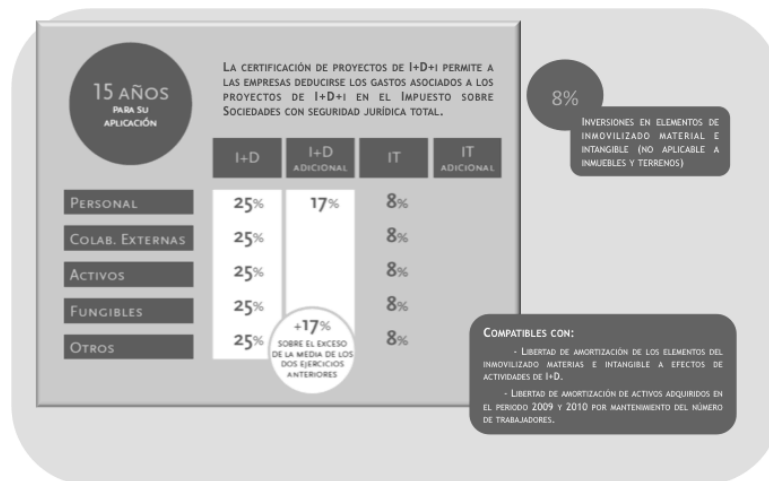 15 AÑOS
PARA SU
APLICACIÓN
LA CERTIFICACIÓN DE PROYECTOS DE I+D+I PERMITE A
LAS EMPRESAS DEDUCIRSE LOS GASTOS ASOCIADOS A LOS
PROYECTOS DE I+D+I EN EL IMPUESTO SOBRE
SOCIEDADES CON SEGURIDAD JURÍDICA TOTAL.
8%
INVERSIONES EN ELEMENTOS DE
INMOVILIZADO MATERIAL E
INTANGIBLE (NO APLICABLE A
INMUEBLES Y TERRENOS)
I+D
I+D
ADICIONAL
IT
IT
ADICIONAL
PERSONAL 25% 17% 8%
COLAB. EXTERNAS 25% 8%
ACTIVOS 25% 8%
FUNGIBLES 25% 8%
OTROS 25% 8%
+17%
SOBRE EL EXCESO
DE LA MEDIA DE LOS
DOS EJERCICIOS
ANTERIORES
COMPATIBLES CON:
- LIBERTAD DE AMORTIZACIÓN DE LOS ELEMENTOS DEL
INMOVILIZADO MATERIAS E INTANGIBLE A EFECTOS DE
ACTIVIDADES DE I+D.
- LIBERTAD DE AMORTIZACIÓN DE ACTIVOS ADQUIRIDOS EN
EL PERIODO 2009 Y 2010 POR MANTENIMIENTO DEL NÚMERO
DE TRABAJADORES.